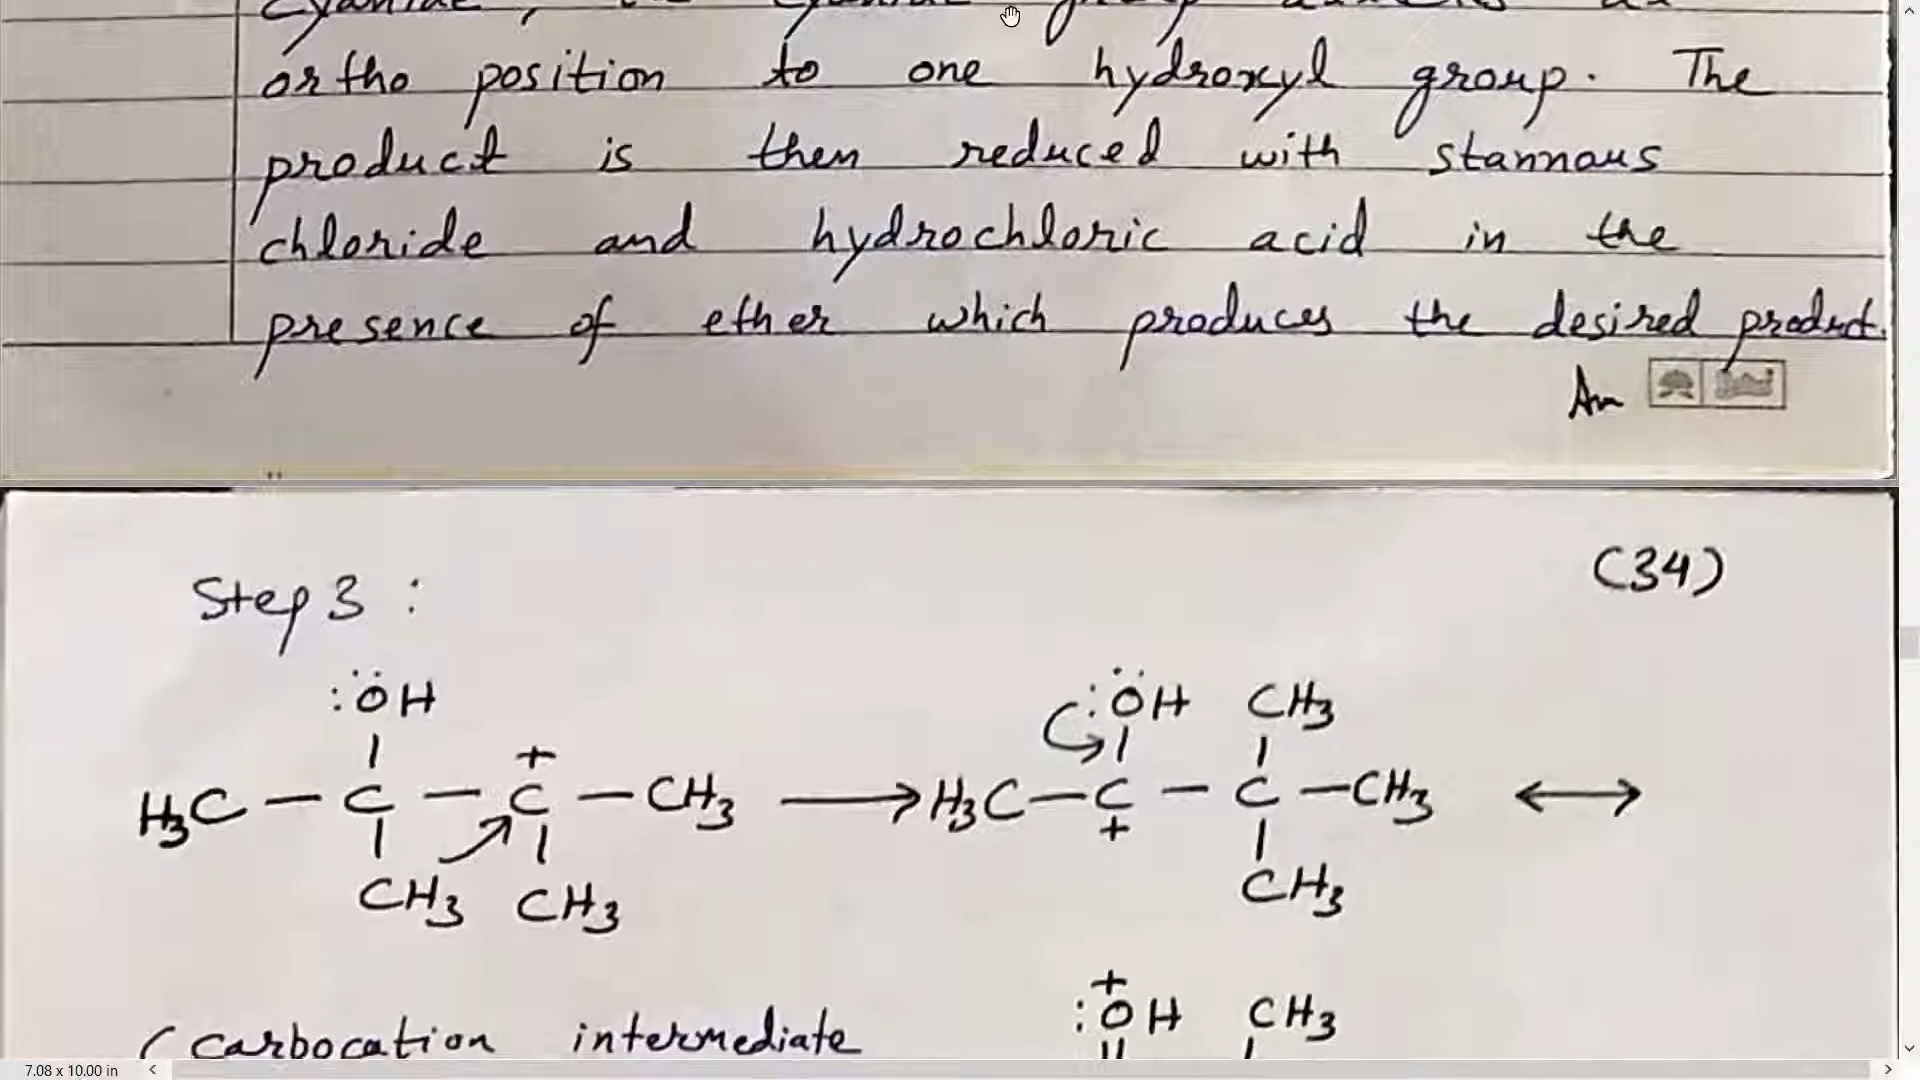 ortho position to one hydroxyl group. The
product is then reduced with stannous
chloride and hydrochloric acid in the
presence of ether which produces the desired product.
(34)
Step 3 :
:ÖH
:ÖH CH3
+
H3C – C – C – CH3 → H3C – C – C – CH3 ↔
+
CH3 CH3
CH3
+
:OH CH3
(carbocation intermediate
7.08 x 10.00 in